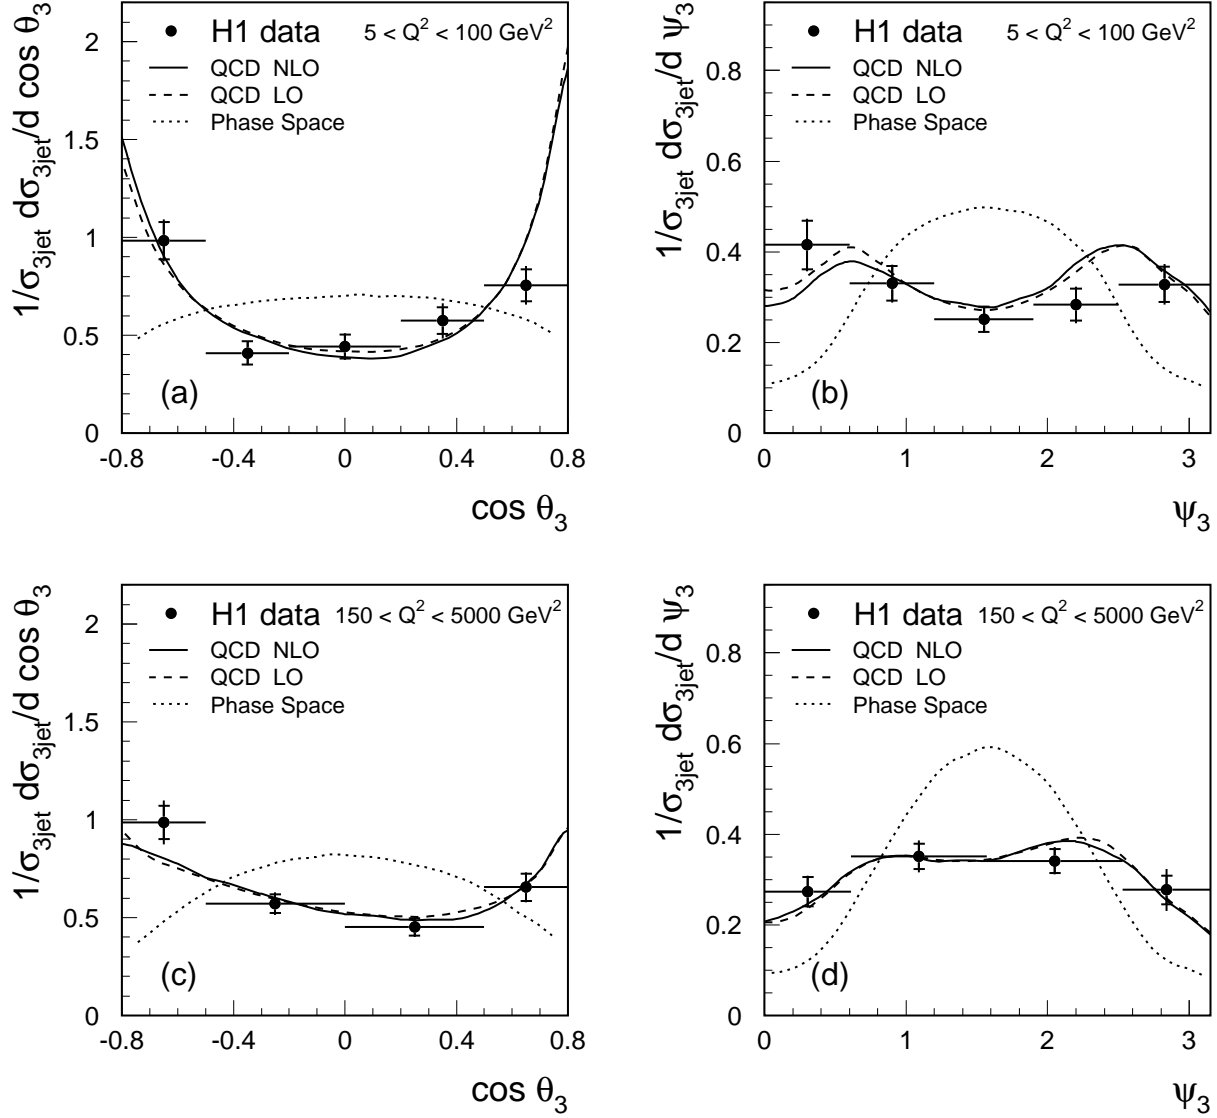 1/σ3jet dσ3jet/d cos θ3
2
1.5
1
0.5
0
H1 data 5 < Q² < 100 GeV²
QCD NLO
QCD LO
Phase Space
(a)
-0.8 -0.4 0 0.4 0.8
cos θ3
1/σ3jet dσ3jet/d ψ3
0.8
0.6
0.4
0.2
0
H1 data 5 < Q² < 100 GeV²
QCD NLO
QCD LO
Phase Space
(b)
0 1 2 3
ψ3
1/σ3jet dσ3jet/d cos θ3
2
1.5
1
0.5
0
H1 data 150 < Q² < 5000 GeV²
QCD NLO
QCD LO
Phase Space
(c)
-0.8 -0.4 0 0.4 0.8
cos θ3
1/σ3jet dσ3jet/d ψ3
0.8
0.6
0.4
0.2
0
H1 data 150 < Q² < 5000 GeV²
QCD NLO
QCD LO
Phase Space
(d)
0 1 2 3
ψ3